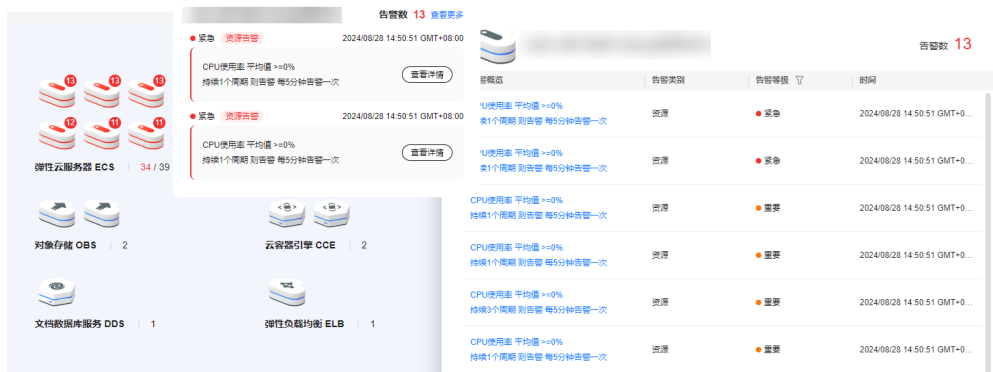 告警数 13 查看更多
紧急 资源告警 2024/08/28 14:50:51 GMT+08:00
CPU使用率 平均值 >=0%
持续1个周期 则告警 每5分钟告警一次
查看详情
紧急 资源告警 2024/08/28 14:50:51 GMT+08:00
CPU使用率 平均值 >=0%
持续1个周期 则告警 每5分钟告警一次
查看详情
13 13 13
12 11 11
弹性云服务器 ECS 34 / 39
对象存储 OBS 2
云容器引擎 CCE 2
文档数据库服务 DDS 1
弹性负载均衡 ELB 1
告警数 13
警概览 告警类别 告警等级 时间
PU使用率 平均值 >=0%
续1个周期 则告警 每5分钟告警一次
资源 紧急 2024/08/28 14:50:51 GMT+0...
PU使用率 平均值 >=0%
续1个周期 则告警 每5分钟告警一次
资源 紧急 2024/08/28 14:50:51 GMT+0...
CPU使用率 平均值 >=0%
持续1个周期 则告警 每5分钟告警一次
资源 重要 2024/08/28 14:50:51 GMT+0...
CPU使用率 平均值 >=0%
持续1个周期 则告警 每5分钟告警一次
资源 重要 2024/08/28 14:50:51 GMT+0...
CPU使用率 平均值 >=0%
持续3个周期 则告警 每5分钟告警一次
资源 重要 2024/08/28 14:50:51 GMT+0...
CPU使用率 平均值 >=0%
持续1个周期 则告警 每5分钟告警一次
资源 重要 2024/08/28 14:50:51 GMT+0...